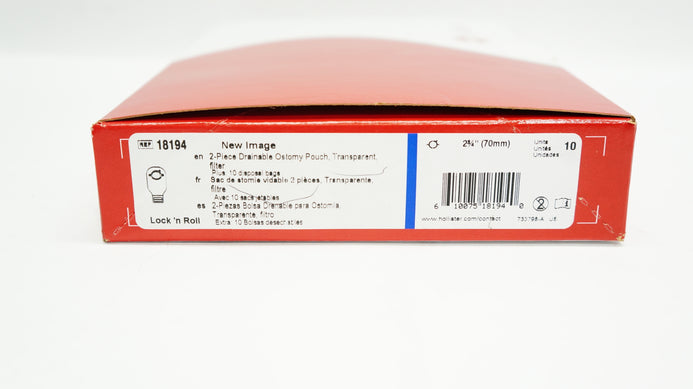 REF 18194
New Image
en 2-Piece Drainable Ostomy Pouch, Transparent,
filter
Plus 10 disposal bags
fr Sac de stomie vidable 2 pièces, Transparente,
filtre
Avec 10 sacs jetables
es 2-Piezas Bolsa Drenable para Ostomía,
Transparente, filtro
Extra: 10 Bolsas desechables
Lock 'n Roll
2¾" (70mm)
Units
Unités
Unidades
10
6 10075 18194 0
www.hollister.com/contact
733795-A US
2